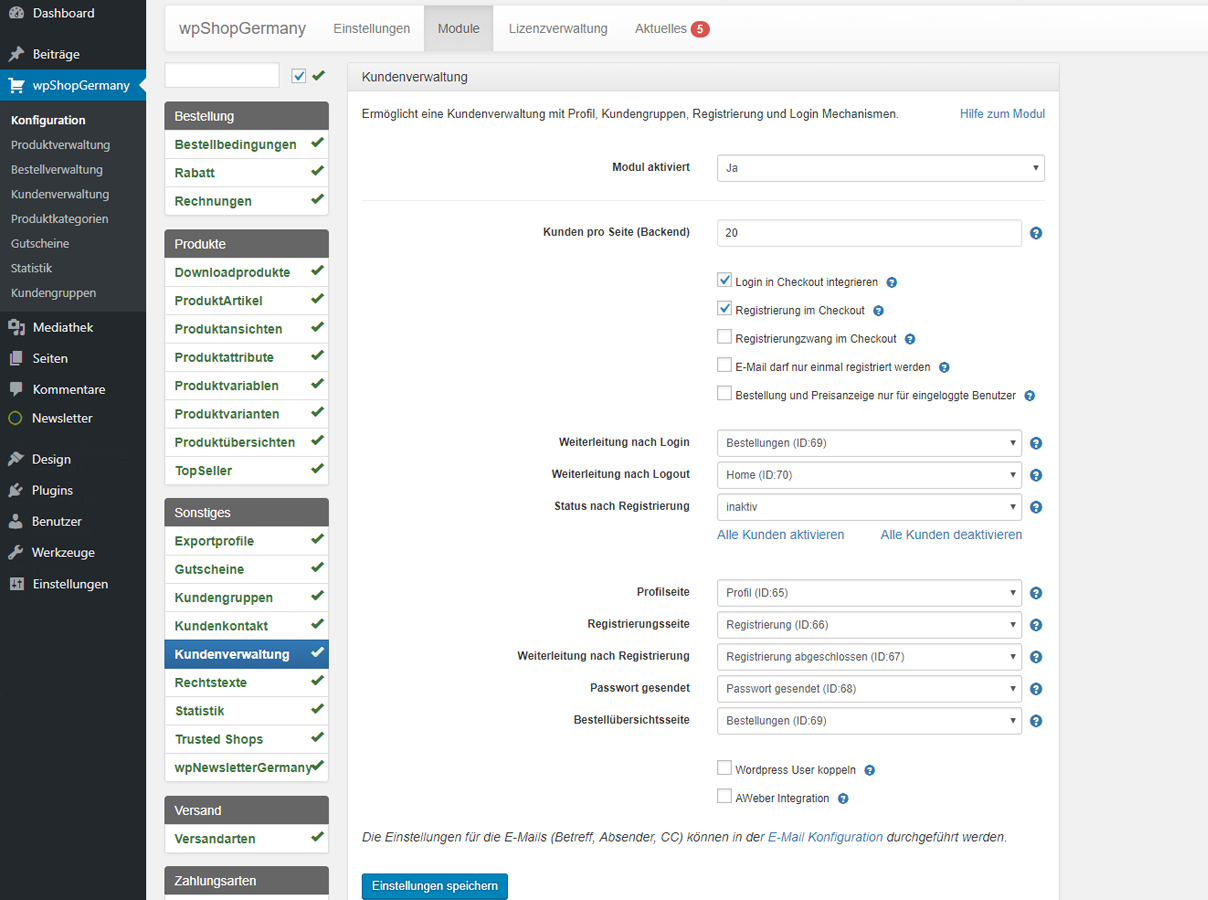 Dashboard
Beiträge
wpShopGermany
Konfiguration
Produktverwaltung
Bestellverwaltung
Kundenverwaltung
Produktkategorien
Gutscheine
Statistik
Kundengruppen
Mediathek
Seiten
Kommentare
Newsletter
Design
Plugins
Benutzer
Werkzeuge
Einstellungen
wpShopGermany Einstellungen Module Lizenzverwaltung Aktuelles 5
Bestellung
Bestellbedingungen
Rabatt
Rechnungen
Produkte
Downloadprodukte
ProduktArtikel
Produktansichten
Produktattribute
Produktvariablen
Produktvarianten
Produktübersichten
TopSeller
Sonstiges
Exportprofile
Gutscheine
Kundengruppen
Kundenkontakt
Kundenverwaltung
Rechtstexte
Statistik
Trusted Shops
wpNewsletterGermany
Versand
Versandarten
Zahlungsarten
Kundenverwaltung
Ermöglicht eine Kundenverwaltung mit Profil, Kundengruppen, Registrierung und Login Mechanismen. Hilfe zum Modul
Modul aktiviert Ja
Kunden pro Seite (Backend) 20
Login in Checkout integrieren
Registrierung im Checkout
Registrierungzwang im Checkout
E-Mail darf nur einmal registriert werden
Bestellung und Preisanzeige nur für eingeloggte Benutzer
Weiterleitung nach Login Bestellungen (ID:69)
Weiterleitung nach Logout Home (ID:70)
Status nach Registrierung inaktiv
Alle Kunden aktivieren Alle Kunden deaktivieren
Profilseite Profil (ID:65)
Registrierungsseite Registrierung (ID:66)
Weiterleitung nach Registrierung Registrierung abgeschlossen (ID:67)
Passwort gesendet Passwort gesendet (ID:68)
Bestellübersichtsseite Bestellungen (ID:69)
Wordpress User koppeln
AWeber Integration
Die Einstellungen für die E-Mails (Betreff, Absender, CC) können in der E-Mail Konfiguration durchgeführt werden.
Einstellungen speichern